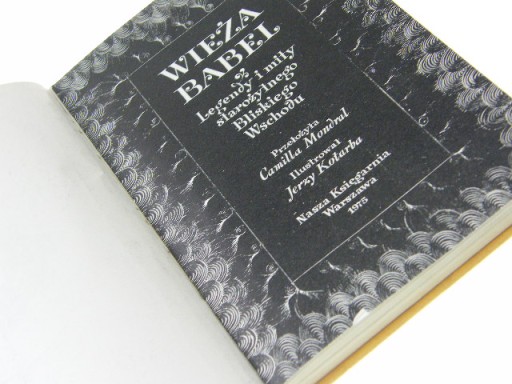 WIEŻA
BABEL
Legendy i mity
starożytnego
Bliskiego
Wschodu
Przełożyła
Camilla Mondral
Ilustrował
Jerzy Kotarba
Nasza Księgarnia
Warszawa
1975